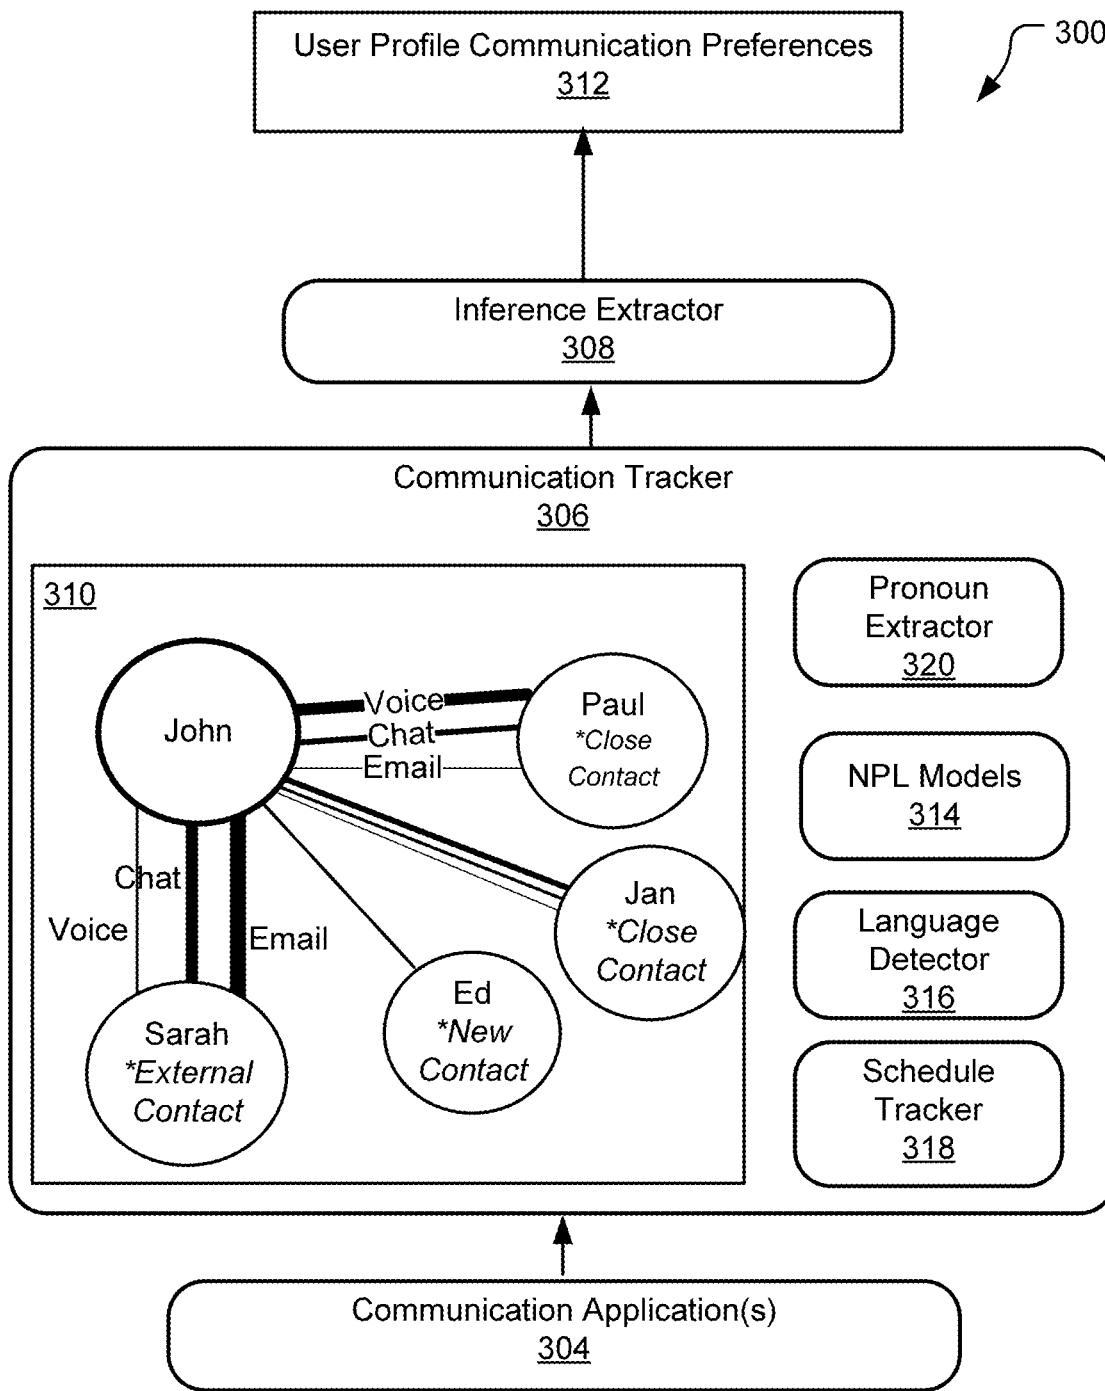 User Profile Communication Preferences
312
300
Inference Extractor
308
Communication Tracker
306
310
John
Voice
Chat
Email
Paul
*Close
Contact
Jan
*Close
Contact
Chat
Voice
Email
Ed
*New
Contact
Sarah
*External
Contact
Pronoun
Extractor
320
NPL Models
314
Language
Detector
316
Schedule
Tracker
318
Communication Application(s)
304